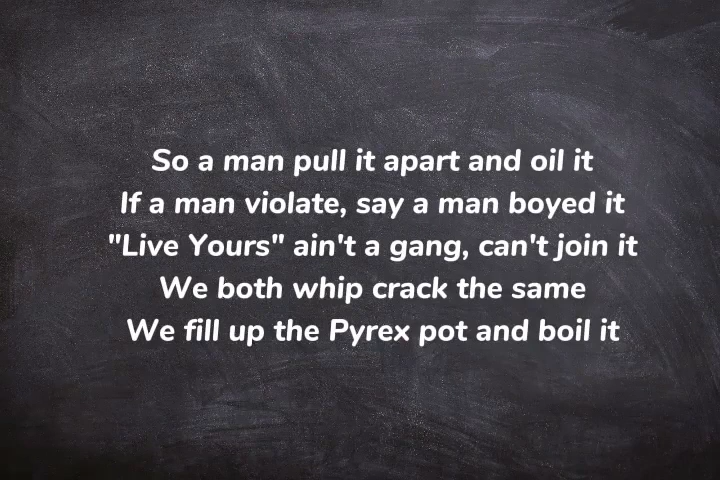 So a man pull it apart and oil it
If a man violate, say a man boyed it
"Live Yours" ain't a gang, can't join it
We both whip crack the same
We fill up the Pyrex pot and boil it